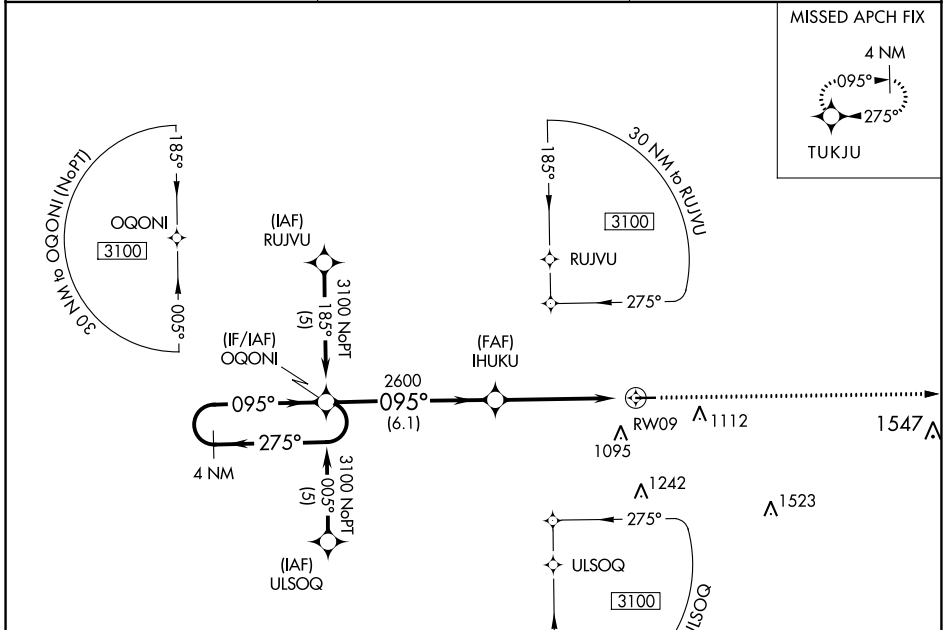 MISSED APCH FIX
4 NM
095°
275°
TUKJU
30 NM to OQONI (NoPT)
185°
OQONI
3100
005°
30 NM to RUJVU
185°
3100
RUJVU
275°
(IAF)
RUJVU
3100 NoPT
185°
(5)
(IF/IAF)
OQONI
(FAF)
IHUKU
2600
095°
(6.1)
095°
275°
4 NM
RW09
1112
1095
1547
1242
1523
3100 NoPT
005°
(5)
(IAF)
ULSOQ
275°
ULSOQ
3100
ULSOQ